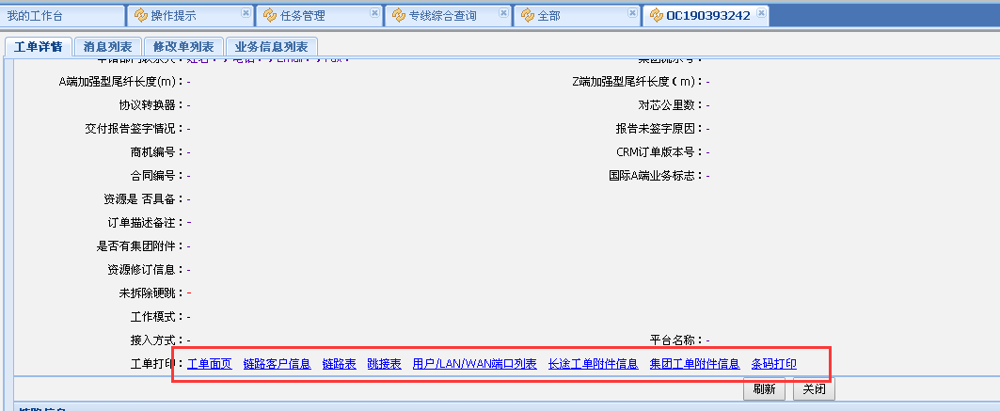 我的工作台 操作提示 任务管理 专线综合查询 全部 OC190393242
工单详情 消息列表 修改单列表 业务信息列表
A端加强型尾纤长度(m)：- Z端加强型尾纤长度（m)：-
协议转换器：- 对芯公里数：-
交付报告签字情况：- 报告未签字原因：-
商机编号：- CRM订单版本号：-
合同编号：- 国际A端业务标志：-
资源是 否具备：-
订单描述备注：-
是否有集团附件：-
资源修订信息：-
未拆除硬跳：-
工作模式：-
接入方式：- 平台名称：-
工单打印：工单面页 链路客户信息 链路表 跳接表 用户/LAN/WAN端口列表 长途工单附件信息 集团工单附件信息 条码打印
刷新 关闭